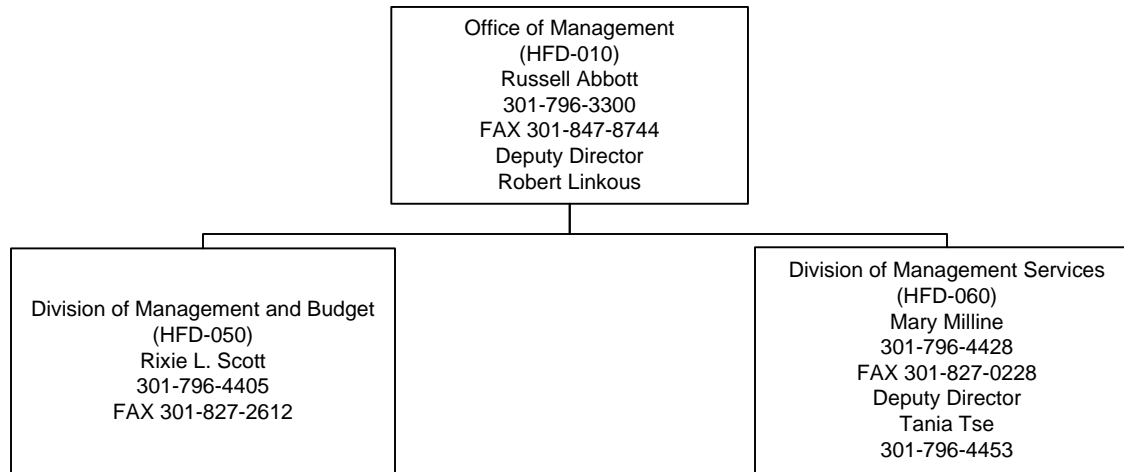 Office of Management
(HFD-010)
Russell Abbott
301-796-3300
FAX 301-847-8744
Deputy Director
Robert Linkous
Division of Management and Budget
(HFD-050)
Rixie L. Scott
301-796-4405
FAX 301-827-2612
Division of Management Services
(HFD-060)
Mary Milline
301-796-4428
FAX 301-827-0228
Deputy Director
Tania Tse
301-796-4453